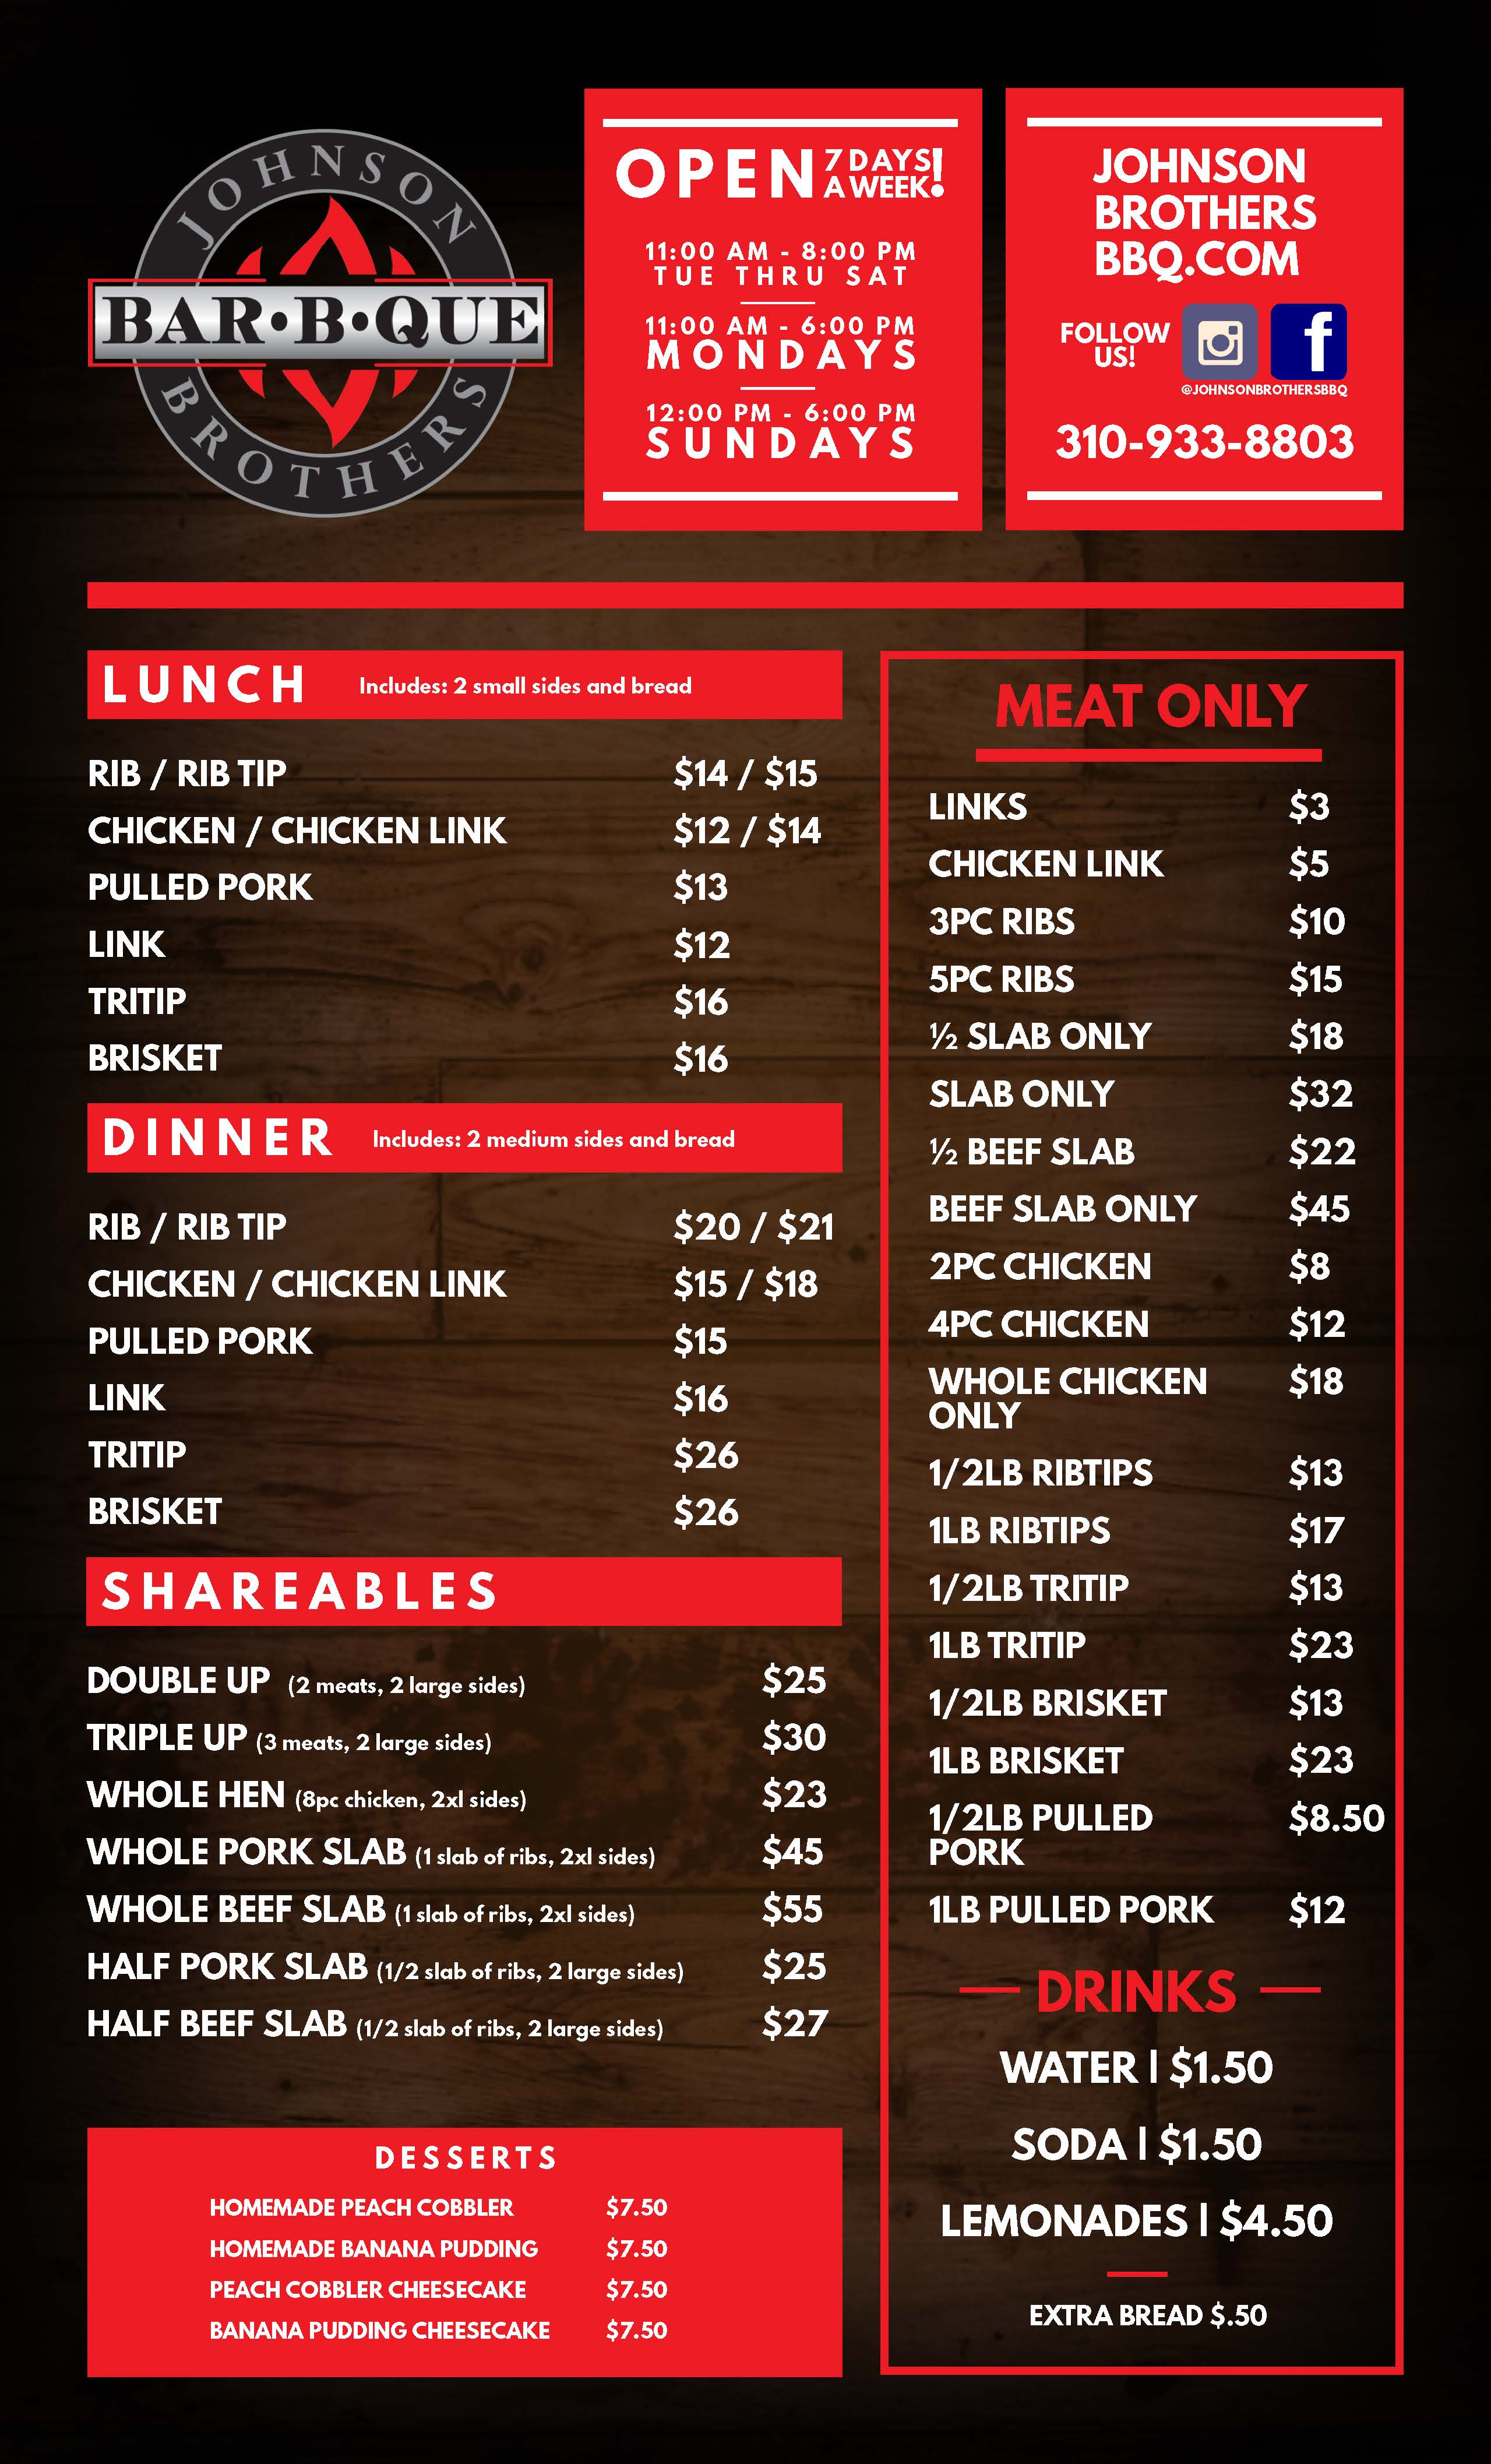 JOHNSON
BAR•B•QUE
BROTHERS
OPEN 7 DAYS A WEEK!
11:00 AM - 8:00 PM
TUE THRU SAT
11:00 AM - 6:00 PM
MONDAYS
12:00 PM - 6:00 PM
SUNDAYS
JOHNSON
BROTHERS
BBQ.COM
FOLLOW
US!
@JOHNSONBROTHERSBBQ
310-933-8803
LUNCH Includes: 2 small sides and bread
RIB / RIB TIP $14 / $15
CHICKEN / CHICKEN LINK $12 / $14
PULLED PORK $13
LINK $12
TRITIP $16
BRISKET $16
DINNER Includes: 2 medium sides and bread
RIB / RIB TIP $20 / $21
CHICKEN / CHICKEN LINK $15 / $18
PULLED PORK $15
LINK $16
TRITIP $26
BRISKET $26
SHAREABLES
DOUBLE UP (2 meats, 2 large sides) $25
TRIPLE UP (3 meats, 2 large sides) $30
WHOLE HEN (8pc chicken, 2xl sides) $23
WHOLE PORK SLAB (1 slab of ribs, 2xl sides) $45
WHOLE BEEF SLAB (1 slab of ribs, 2xl sides) $55
HALF PORK SLAB (1/2 slab of ribs, 2 large sides) $25
HALF BEEF SLAB (1/2 slab of ribs, 2 large sides) $27
DESSERTS
HOMEMADE PEACH COBBLER $7.50
HOMEMADE BANANA PUDDING $7.50
PEACH COBBLER CHEESECAKE $7.50
BANANA PUDDING CHEESECAKE $7.50
MEAT ONLY
LINKS $3
CHICKEN LINK $5
3PC RIBS $10
5PC RIBS $15
½ SLAB ONLY $18
SLAB ONLY $32
½ BEEF SLAB $22
BEEF SLAB ONLY $45
2PC CHICKEN $8
4PC CHICKEN $12
WHOLE CHICKEN $18
ONLY
1/2LB RIBTIPS $13
1LB RIBTIPS $17
1/2LB TRITIP $13
1LB TRITIP $23
1/2LB BRISKET $13
1LB BRISKET $23
1/2LB PULLED $8.50
PORK
1LB PULLED PORK $12
DRINKS
WATER | $1.50
SODA | $1.50
LEMONADES | $4.50
EXTRA BREAD $.50